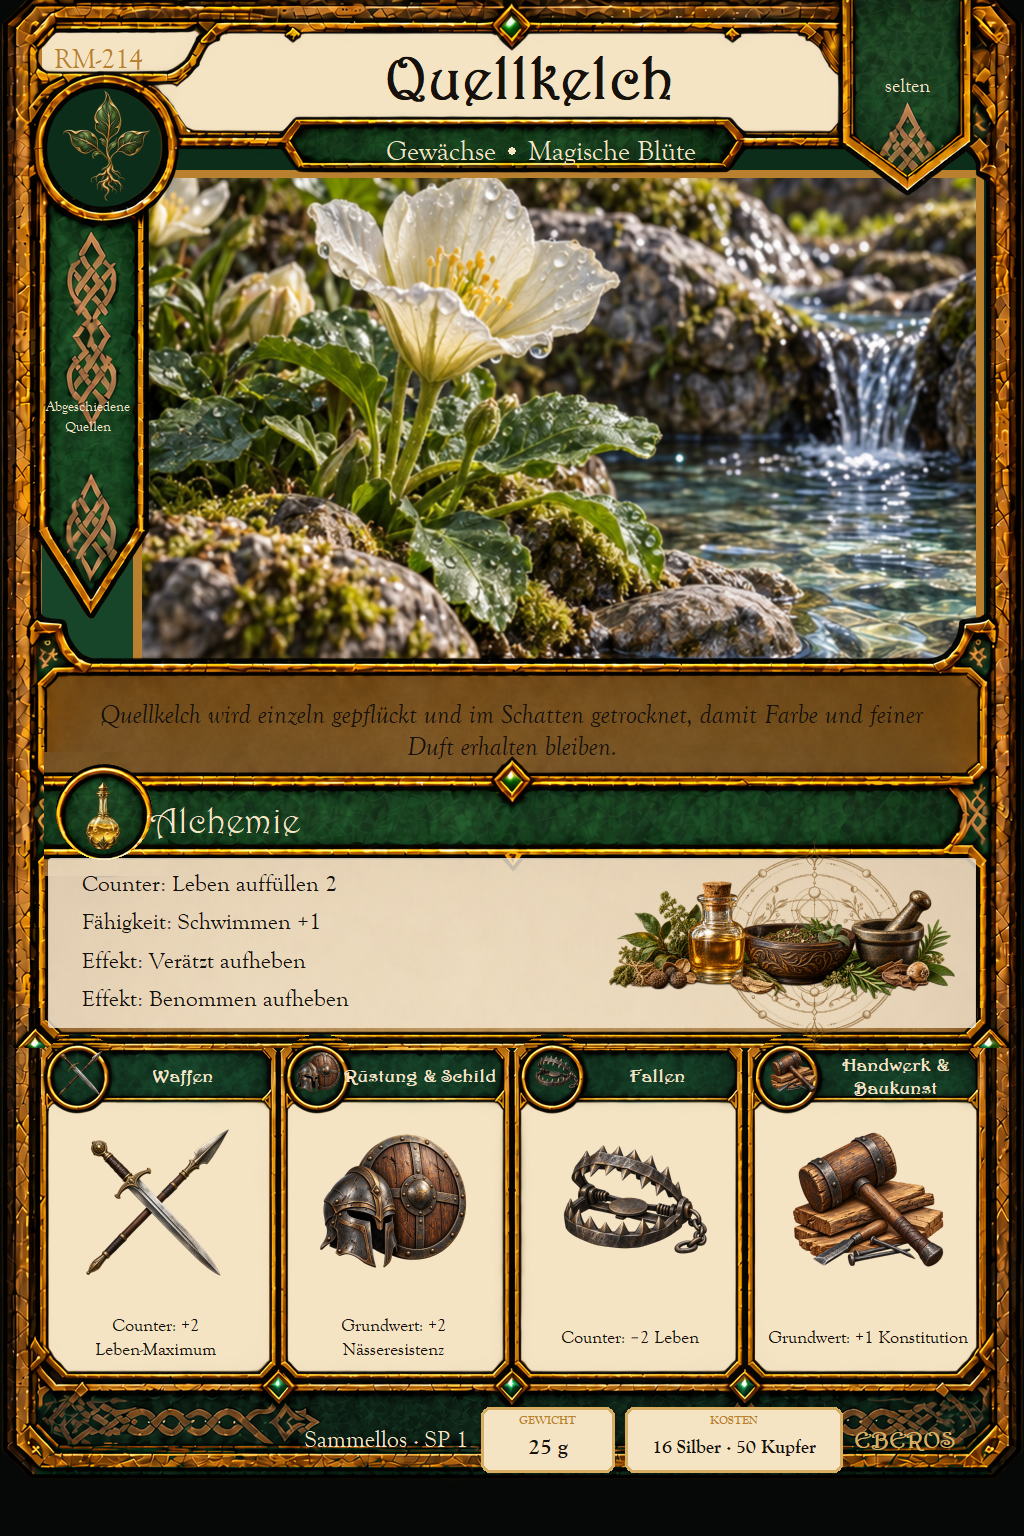 RM-214
Quellkelch
selten
Gewächse • Magische Blüte
Abgeschiedene
Quellen
Quellkelch wird einzeln gepflückt und im Schatten getrocknet, damit Farbe und feiner
Duft erhalten bleiben.
Alchemie
Counter: Leben auffüllen 2
Fähigkeit: Schwimmen +1
Effekt: Verätzt aufheben
Effekt: Benommen aufheben
Waffen
Rüstung & Schild
Fallen
Handwerk &
Baukunst
Counter: +2
Leben-Maximum
Grundwert: +2
Nässeresistenz
Counter: −2 Leben
Grundwert: +1 Konstitution
Sammellos · SP 1
GEWICHT
25 g
KOSTEN
16 Silber · 50 Kupfer
EBEROS